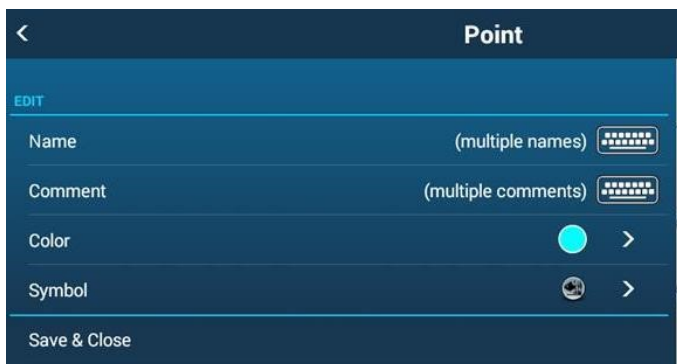 Point
EDIT
Name (multiple names)
Comment (multiple comments)
Color
Symbol
Save & Close